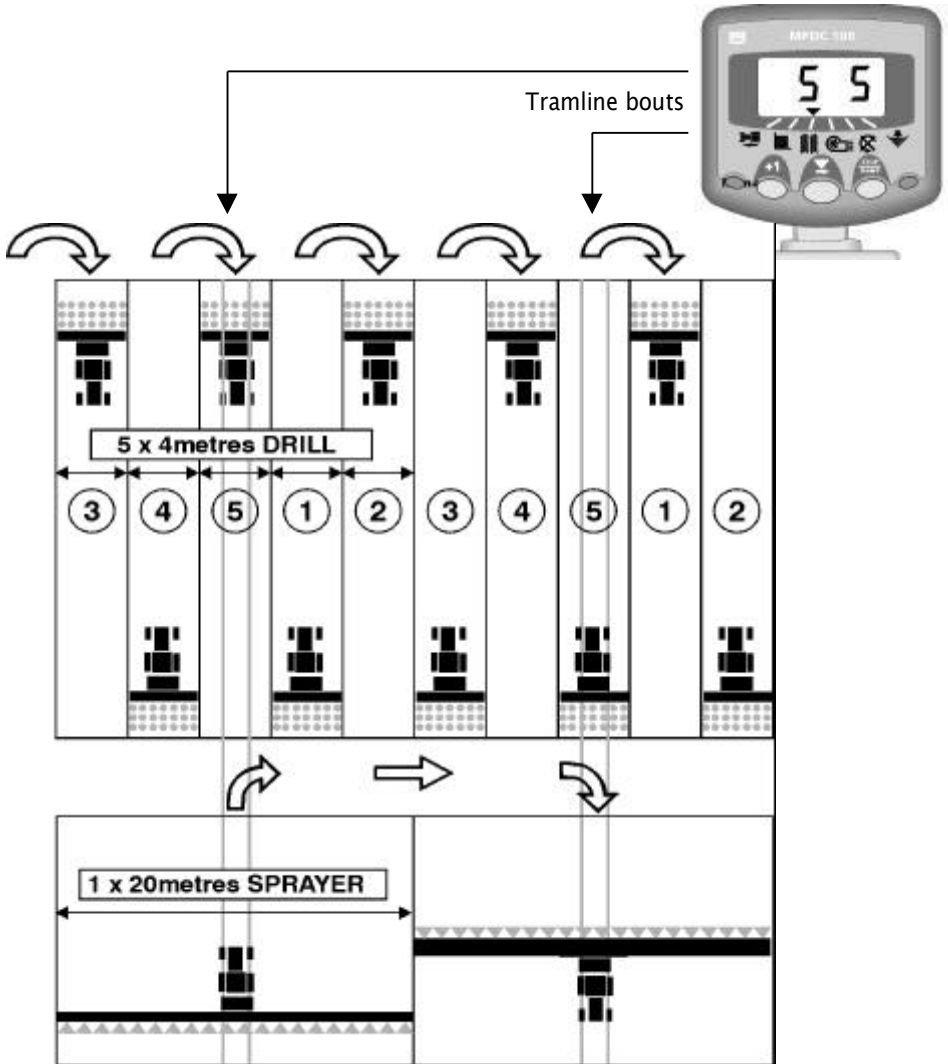 MFDC 100
5 5
Tramline bouts
+1
5 x 4metres DRILL
3 4 5 1 2 3 4 5 1 2
1 x 20metres SPRAYER